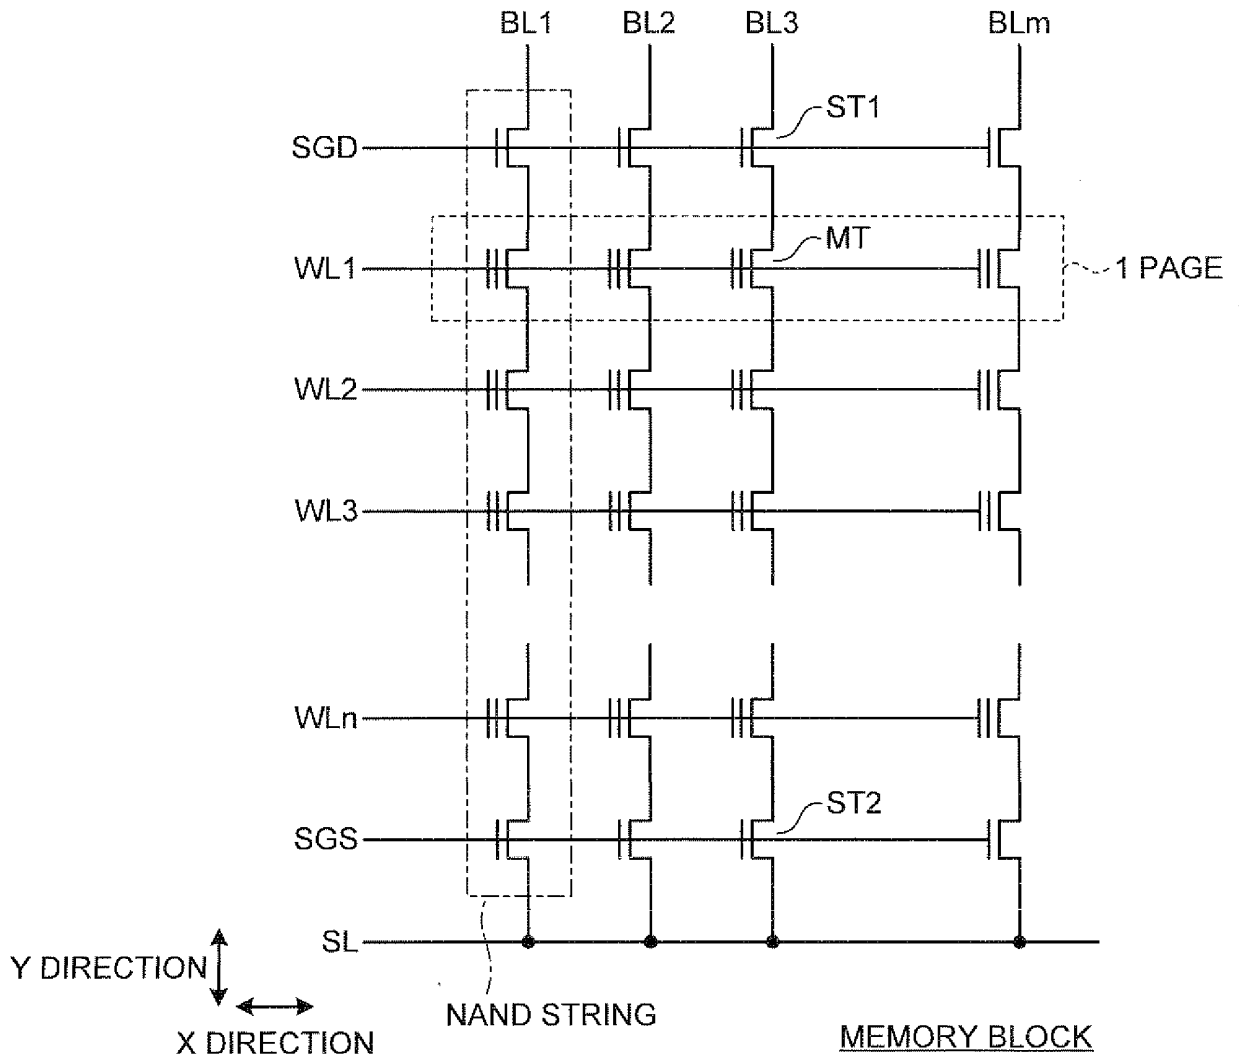 BL1 BL2 BL3 BLm
ST1
SGD
MT
WL1
1 PAGE
WL2
WL3
WLn
ST2
SGS
SL
Y DIRECTION
NAND STRING
X DIRECTION
MEMORY BLOCK